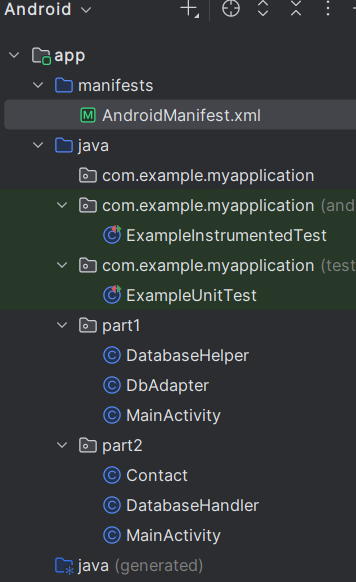 Android
app
manifests
AndroidManifest.xml
java
com.example.myapplication
com.example.myapplication (and
ExampleInstrumentedTest
com.example.myapplication (test
ExampleUnitTest
part1
DatabaseHelper
DbAdapter
MainActivity
part2
Contact
DatabaseHandler
MainActivity
java (generated)